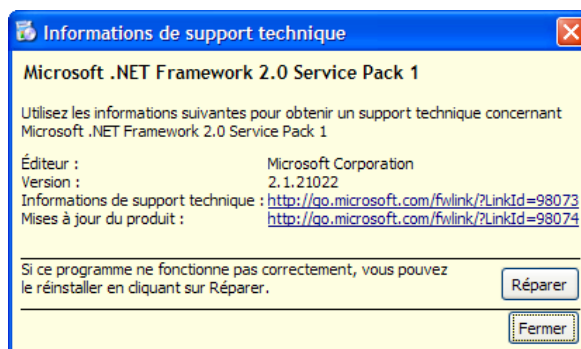 Informations de support technique
Microsoft .NET Framework 2.0 Service Pack 1
Utilisez les informations suivantes pour obtenir un support technique concernant
Microsoft .NET Framework 2.0 Service Pack 1
Éditeur : Microsoft Corporation
Version : 2.1.21022
Informations de support technique : http://go.microsoft.com/fwlink/?LinkId=98073
Mises à jour du produit : http://go.microsoft.com/fwlink/?LinkId=98074
Si ce programme ne fonctionne pas correctement, vous pouvez
le réinstaller en cliquant sur Réparer.
Réparer
Fermer